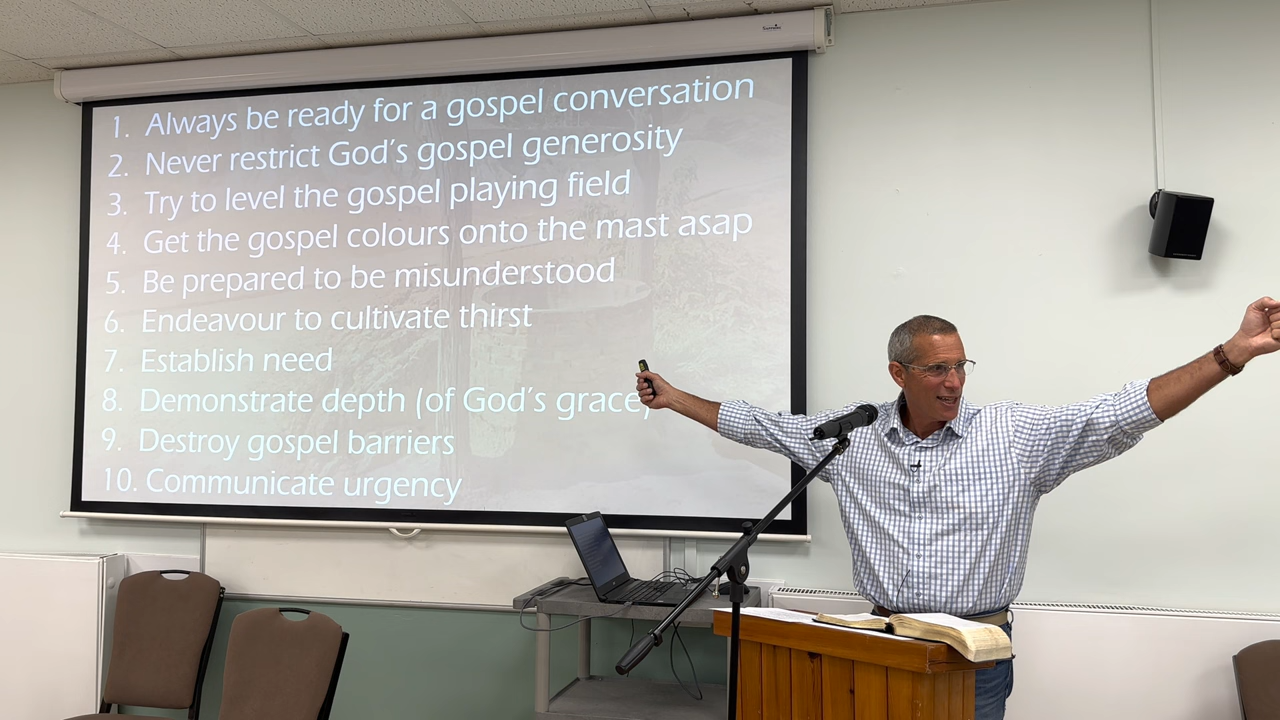 1. Always be ready for a gospel conversation
2. Never restrict God's gospel generosity
3. Try to level the gospel playing field
4. Get the gospel colours onto the mast asap
5. Be prepared to be misunderstood
6. Endeavour to cultivate thirst
7. Establish need
8. Demonstrate depth (of God's grace)
9. Destroy gospel barriers
10. Communicate urgency